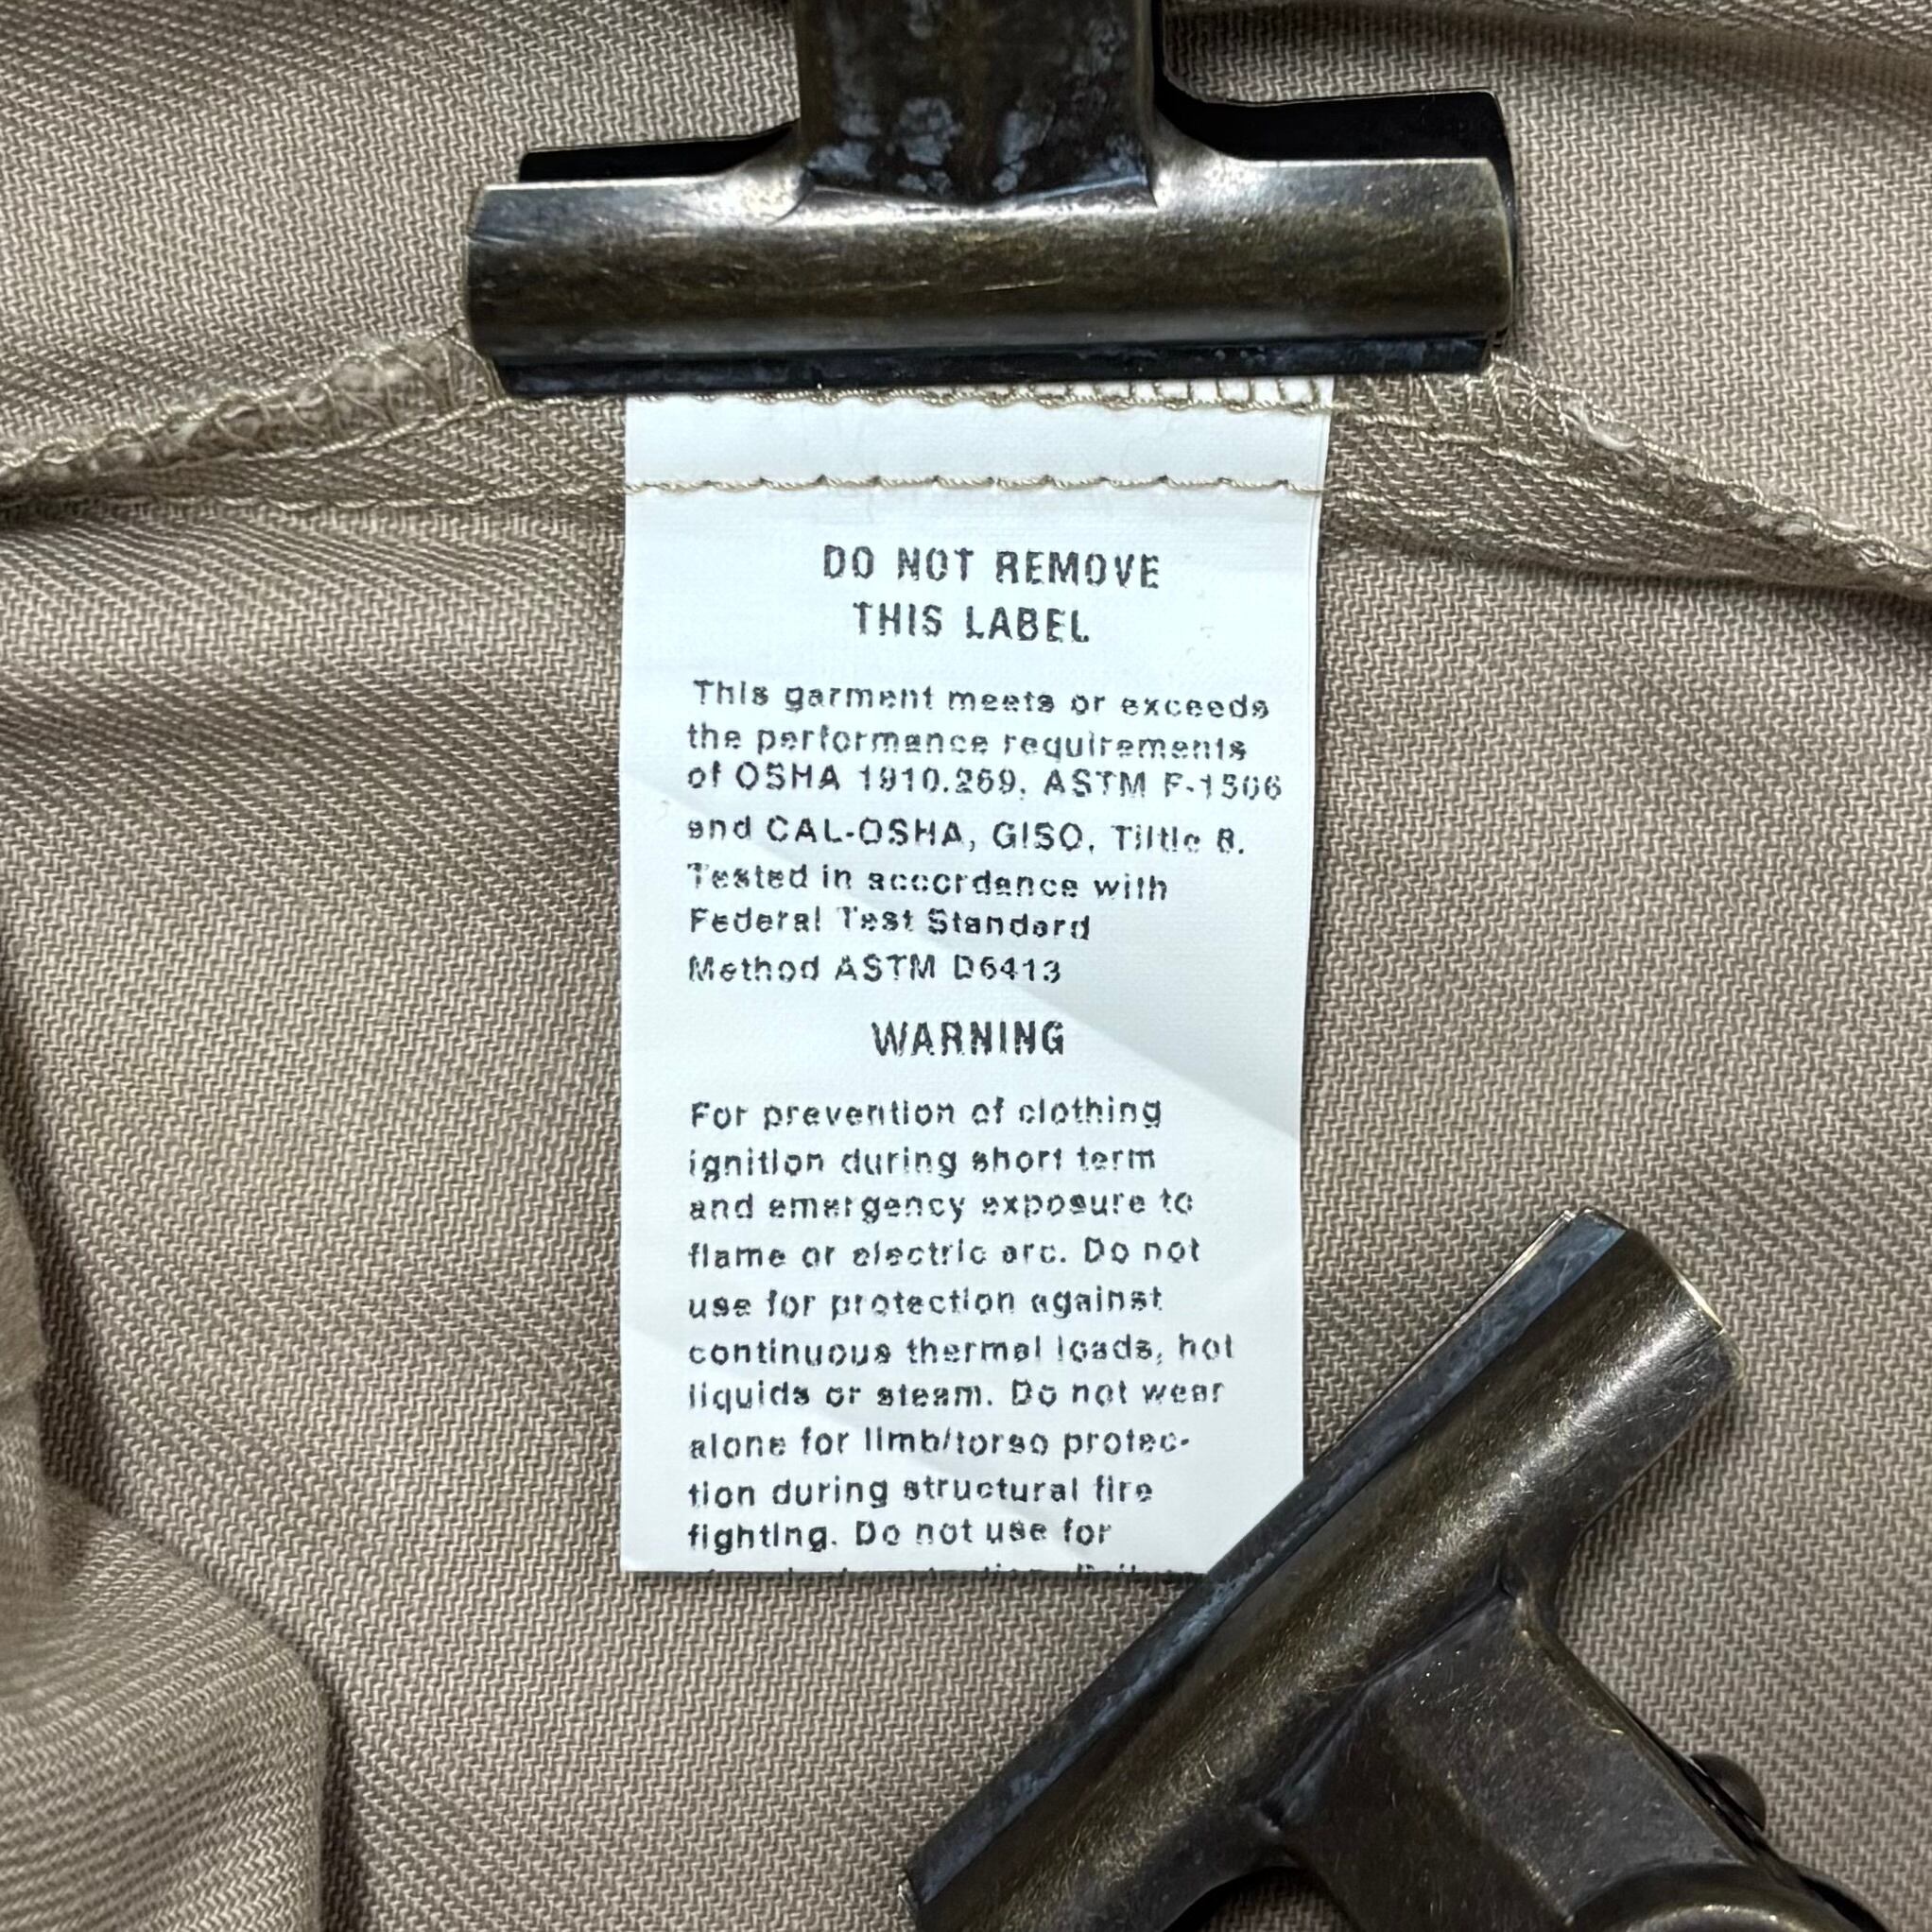 DO NOT REMOVE
THIS LABEL
This garment meets or exceeds
the performance requirements
of OSHA 1910.269, ASTM F-1506
and CAL-OSHA, GISO, Tiltle 8.
Tested in accordance with
Federal Test Standard
Method ASTM D6413
WARNING
For prevention of clothing
ignition during short term
and emergency exposure to
flame or electric arc. Do not
use for protection against
continuous thermal loads, hot
liquids or steam. Do not wear
alone for limb/torso protec-
tion during structural fire
fighting. Do not use for